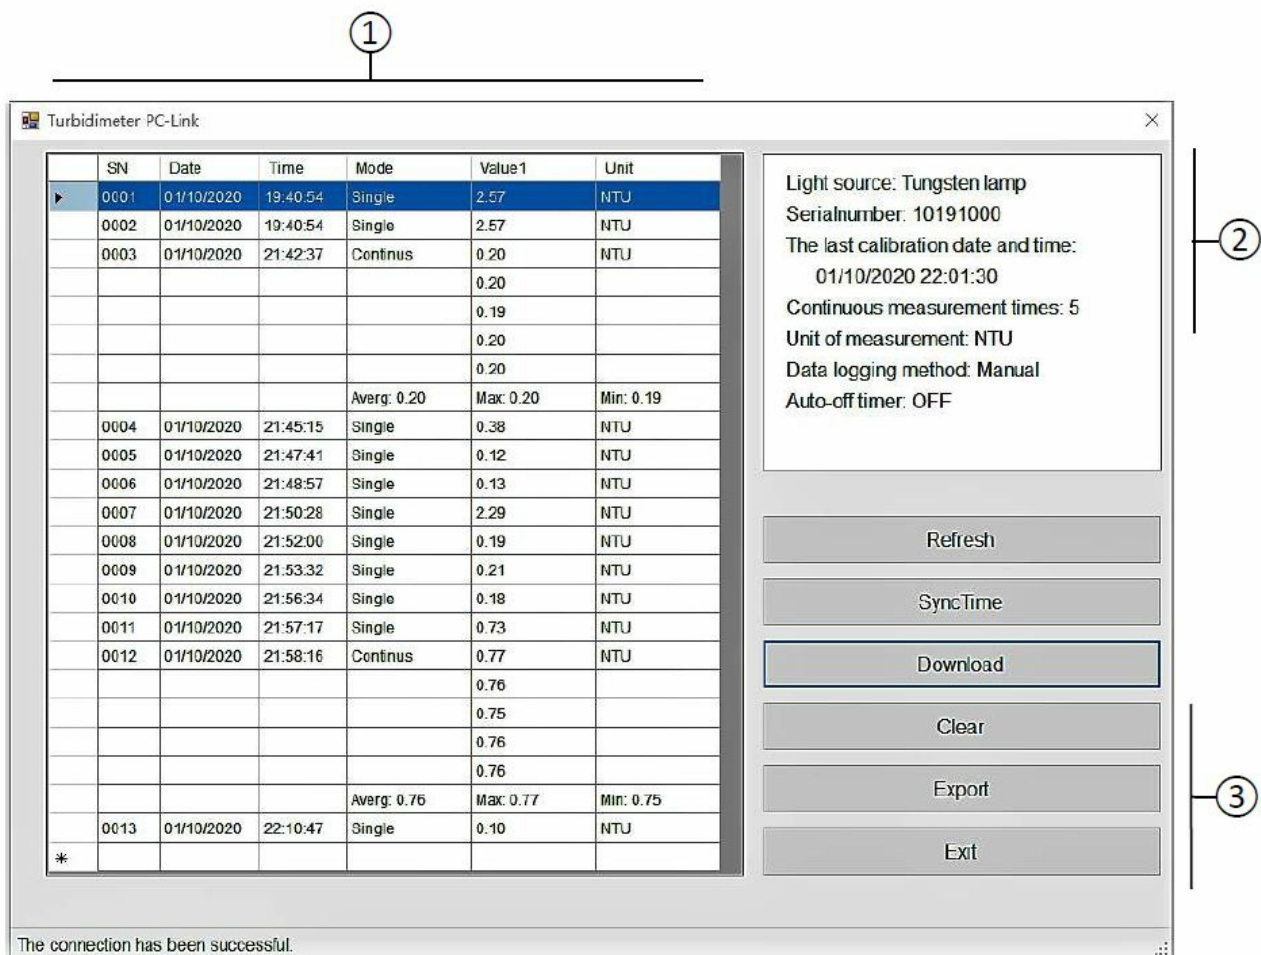 ①
Turbidimeter PC-Link
SN Date Time Mode Value1 Unit
0001 01/10/2020 19:40:54 Single 2.57 NTU
0002 01/10/2020 19:40:54 Single 2.57 NTU
0003 01/10/2020 21:42:37 Continus 0.20 NTU
0.20
0.19
0.20
0.20
Averg: 0.20 Max: 0.20 Min: 0.19
0004 01/10/2020 21:45:15 Single 0.38 NTU
0005 01/10/2020 21:47:41 Single 0.12 NTU
0006 01/10/2020 21:48:57 Single 0.13 NTU
0007 01/10/2020 21:50:28 Single 2.29 NTU
0008 01/10/2020 21:52:00 Single 0.19 NTU
0009 01/10/2020 21:53:32 Single 0.21 NTU
0010 01/10/2020 21:56:34 Single 0.18 NTU
0011 01/10/2020 21:57:17 Single 0.73 NTU
0012 01/10/2020 21:58:16 Continus 0.77 NTU
0.76
0.75
0.76
0.76
Averg: 0.76 Max: 0.77 Min: 0.75
0013 01/10/2020 22:10:47 Single 0.10 NTU
*
Light source: Tungsten lamp
Serialnumber: 10191000
The last calibration date and time:
01/10/2020 22:01:30
Continuous measurement times: 5
Unit of measurement: NTU
Data logging method: Manual
Auto-off timer: OFF
②
Refresh
SyncTime
Download
Clear
Export
Exit
③
The connection has been successful.